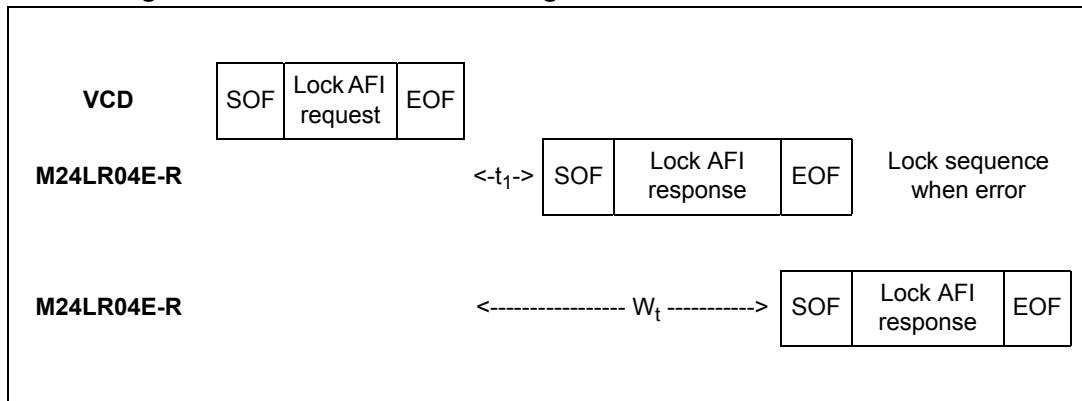 VCD SOF Lock AFI request EOF
M24LR04E-R <-t1-> SOF Lock AFI response EOF Lock sequence when error
M24LR04E-R <----------------- Wt -----------> SOF Lock AFI response EOF